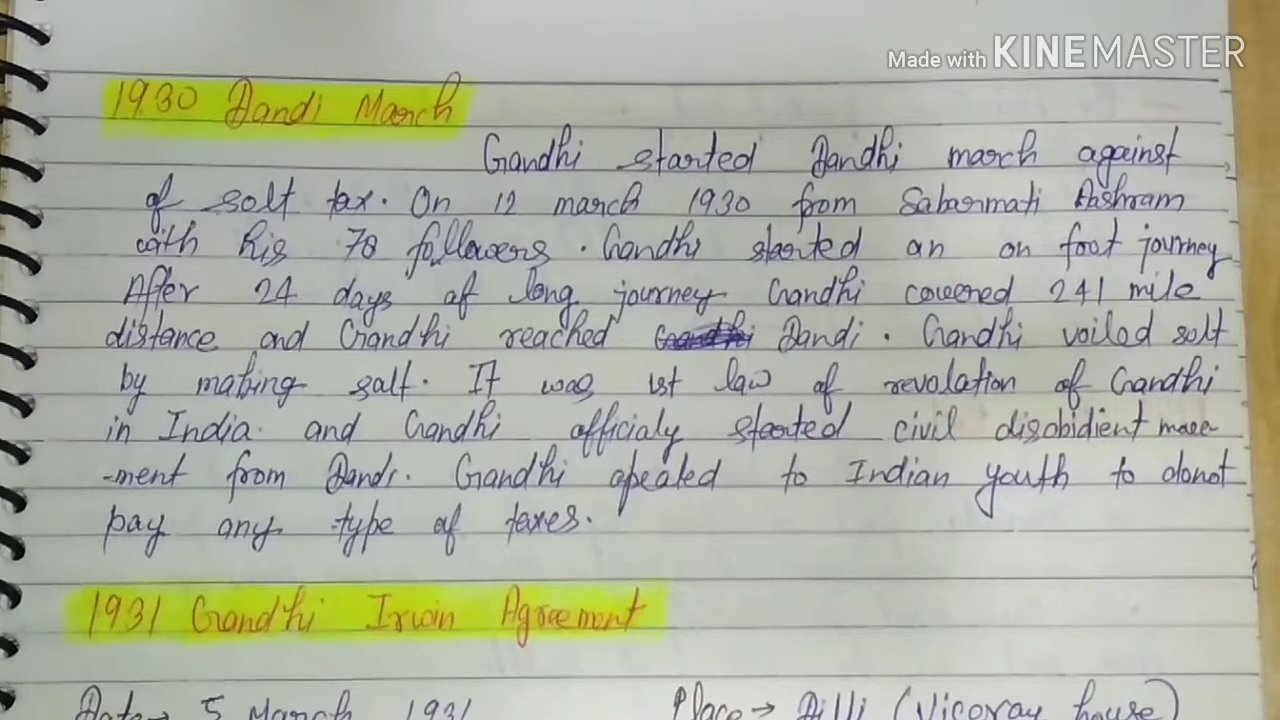 Made with KINEMASTER
1930 Dandi March
Gandhi started Dandhi march against
of salt tax. On 12 march 1930 from Sabarmati Aashram
with his 78 followers. Gandhi started an on foot journey
After 24 days of long journey Gandhi covered 241 mile
distance and Gandhi reached Dandi. Gandhi voiled salt
by making salt. It was 1st law of revolation of Gandhi
in India and Gandhi officialy started civil disobidient move
-ment from Dandi. Gandhi apealed to Indian youth to donot
pay any type of taxes.
1931 Gandhi Irwin Agreement
Date→ 5 March 1931 Place→ Dilli (Viceray house)